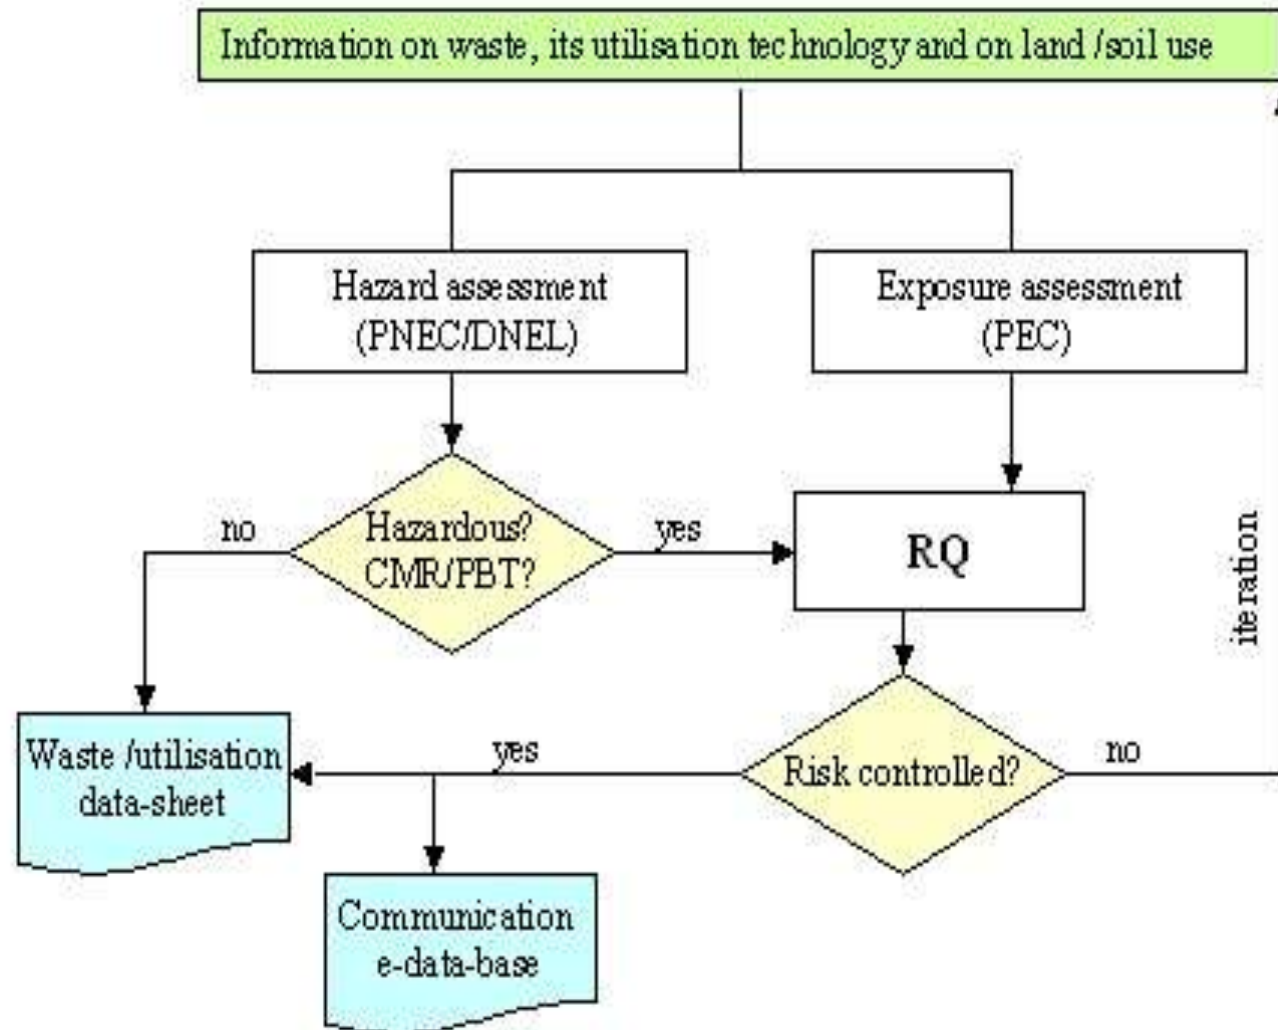 Information on waste, its utilisation technology and on land /soil use
Hazard assessment
(PNEC/DNEL)
Exposure assessment
(PEC)
no
Hazardous?
CMR/PBT?
yes
RQ
iteration
Waste /utilisation
data-sheet
yes
Risk controlled?
no
Communication
e-data-base